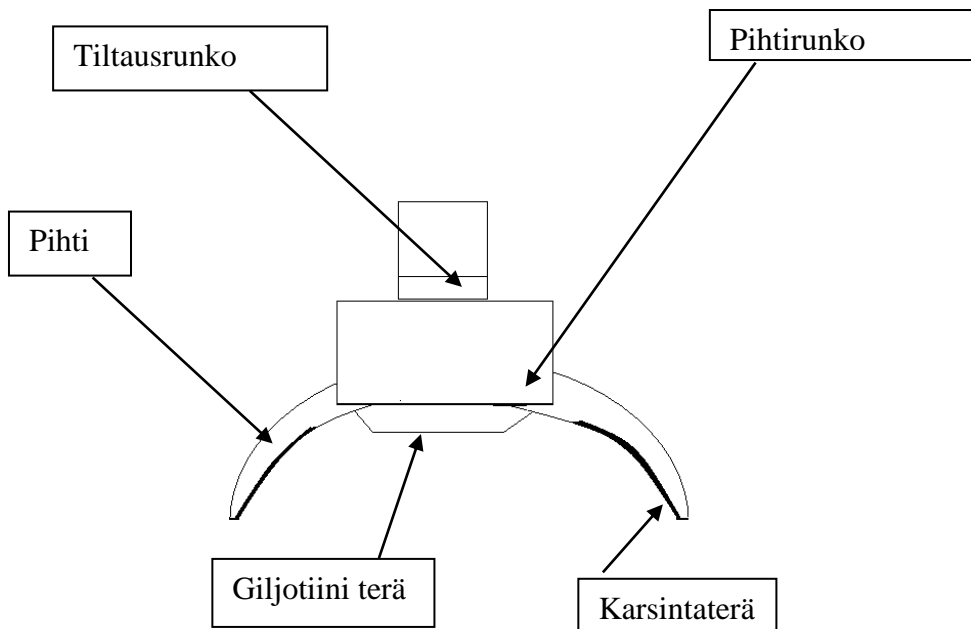 Tiltausrunko
Pihtirunko
Pihti
Giljotiini terä
Karsintaterä